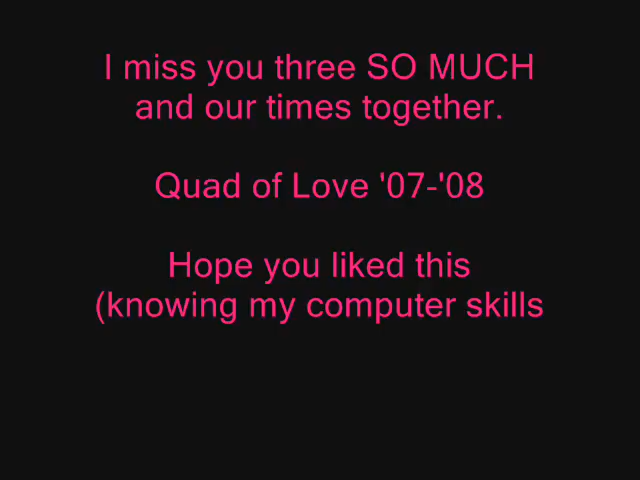 I miss you three SO MUCH
and our times together.
Quad of Love '07-'08
Hope you liked this
(knowing my computer skills